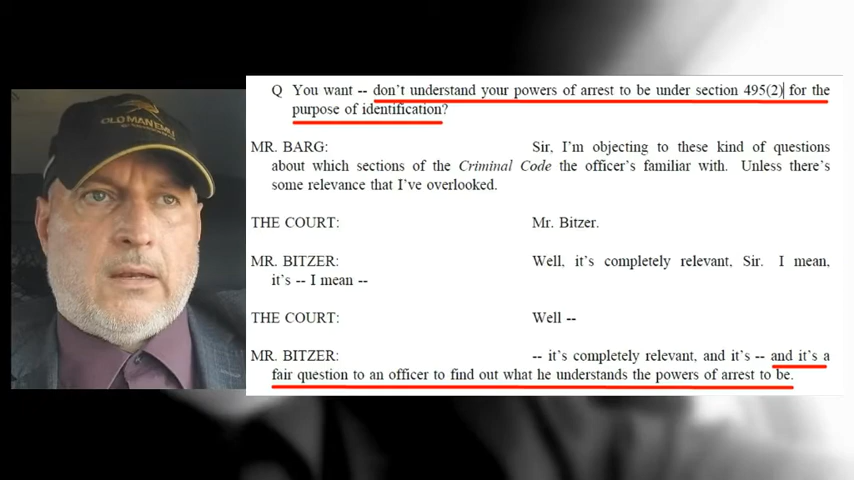 OLD MAN EMU
Q You want -- don't understand your powers of arrest to be under section 495(2) for the
purpose of identification?
MR. BARG: Sir, I'm objecting to these kind of questions
about which sections of the Criminal Code the officer's familiar with. Unless there's
some relevance that I've overlooked.
THE COURT: Mr. Bitzer.
MR. BITZER: Well, it's completely relevant, Sir. I mean,
it's -- I mean --
THE COURT: Well --
MR. BITZER: -- it's completely relevant, and it's -- and it's a
fair question to an officer to find out what he understands the powers of arrest to be.